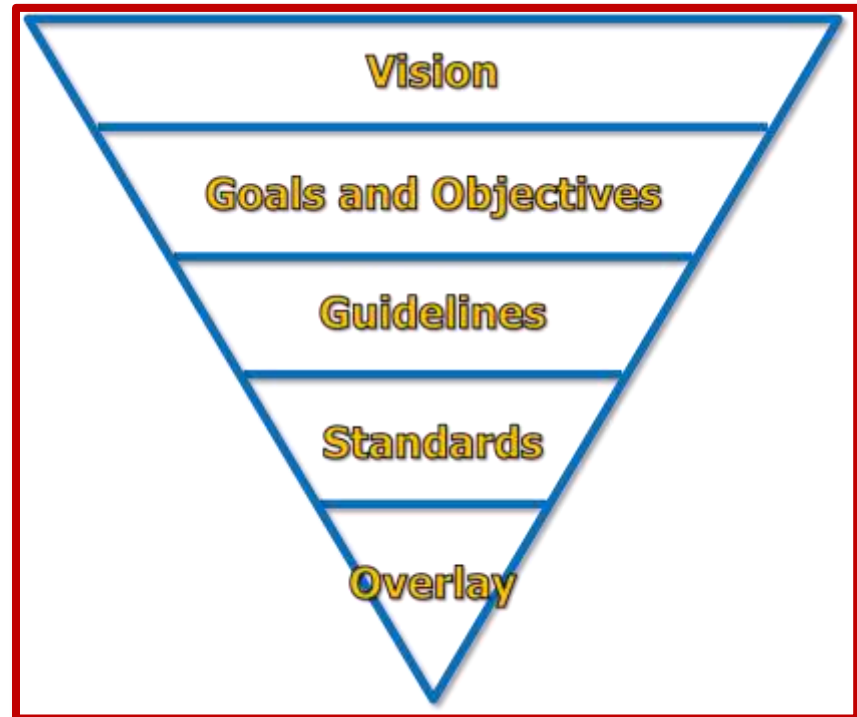 Vision
Goals and Objectives
Guidelines
Standards
Overlay